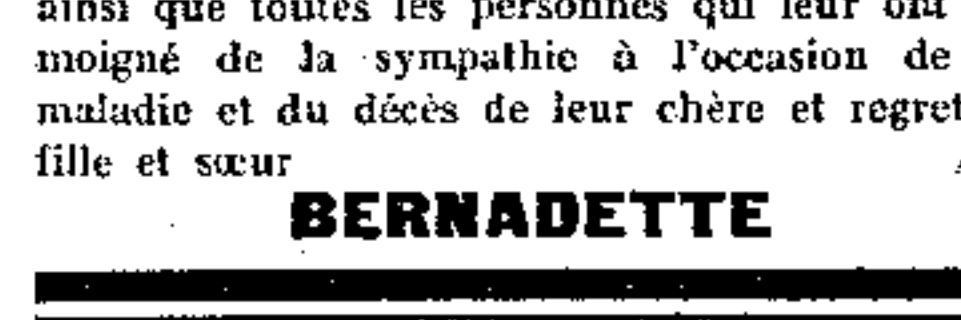 ainsi que toutes les personnes qui leur ont
moigné de la sympathie à l'occasion de
maladie et du décès de leur chère et regret
fille et sœur
BERNADETTE